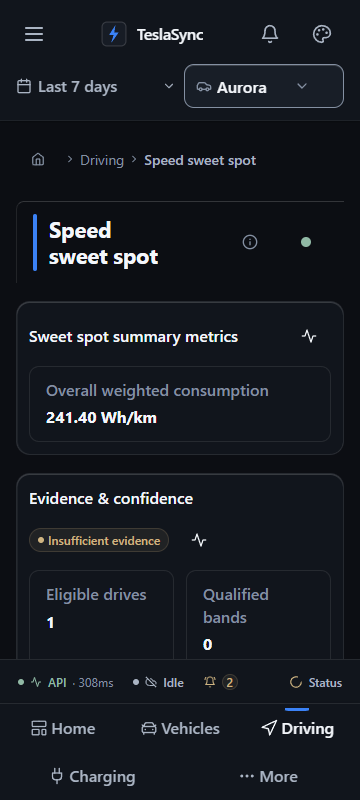 TeslaSync
Last 7 days
Aurora
Driving
Speed sweet spot
Speed
sweet spot
Sweet spot summary metrics
Overall weighted consumption
241.40 Wh/km
Evidence & confidence
Insufficient evidence
Eligible drives
1
Qualified
bands
0
API · 308ms
Idle
2
Status
Home
Vehicles
Driving
Charging
More